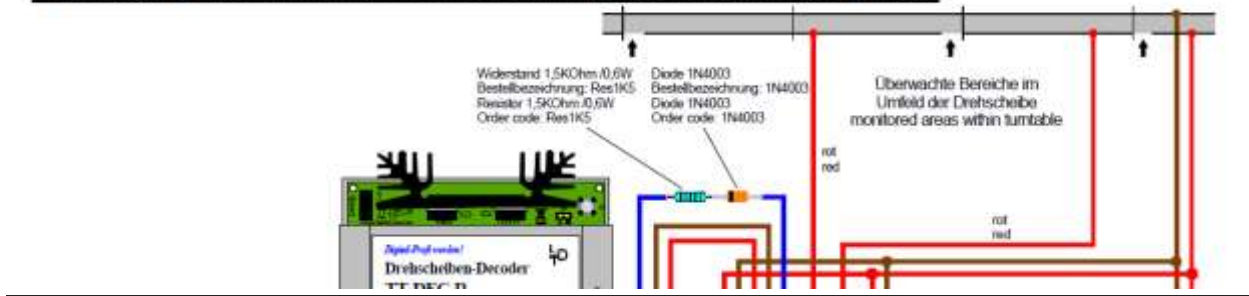 Widerstand 1,5KOhm /0,6W
Bestellbezeichnung: Res1K5
Resistor 1,5KOhm /0,6W
Order code: Res1K5
Diode 1N4003
Bestellbezeichnung: 1N4003
Diode 1N4003
Order code: 1N4003
Überwachte Bereiche im
Umfeld der Drehscheibe
monitored areas within turntable
rot
red
rot
red
Digital-Profi werden!
Drehscheiben-Decoder